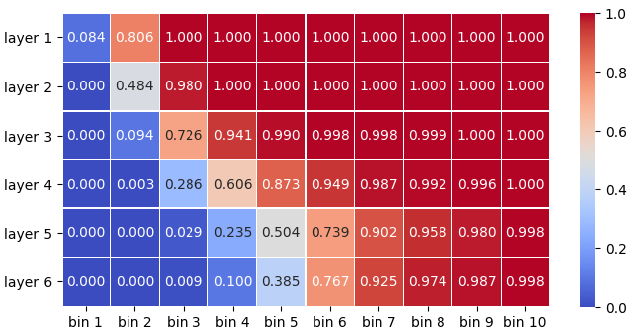 layer 1 0.084 0.806 1.000 1.000 1.000 1.000 1.000 1.000 1.000 1.000
layer 2 0.000 0.484 0.980 1.000 1.000 1.000 1.000 1.000 1.000 1.000
layer 3 0.000 0.094 0.726 0.941 0.990 0.998 0.998 0.999 1.000 1.000
layer 4 0.000 0.003 0.286 0.606 0.873 0.949 0.987 0.992 0.996 1.000
layer 5 0.000 0.000 0.029 0.235 0.504 0.739 0.902 0.958 0.980 0.998
layer 6 0.000 0.000 0.009 0.100 0.385 0.767 0.925 0.974 0.987 0.998
bin 1 bin 2 bin 3 bin 4 bin 5 bin 6 bin 7 bin 8 bin 9 bin 10
1.0
0.8
0.6
0.4
0.2
0.0